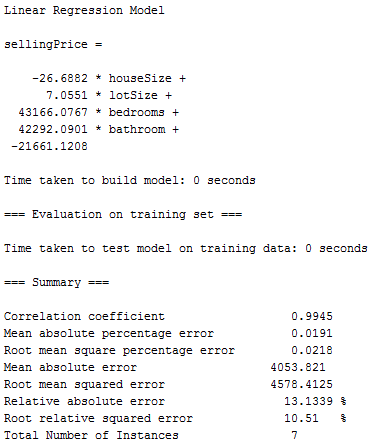 Linear Regression Model
sellingPrice =
-26.6882 * houseSize +
7.0551 * lotSize +
43166.0767 * bedrooms +
42292.0901 * bathroom +
-21661.1208
Time taken to build model: 0 seconds
=== Evaluation on training set ===
Time taken to test model on training data: 0 seconds
=== Summary ===
Correlation coefficient 0.9945
Mean absolute percentage error 0.0191
Root mean square percentage error 0.0218
Mean absolute error 4053.821
Root mean squared error 4578.4125
Relative absolute error 13.1339 %
Root relative squared error 10.51 %
Total Number of Instances 7